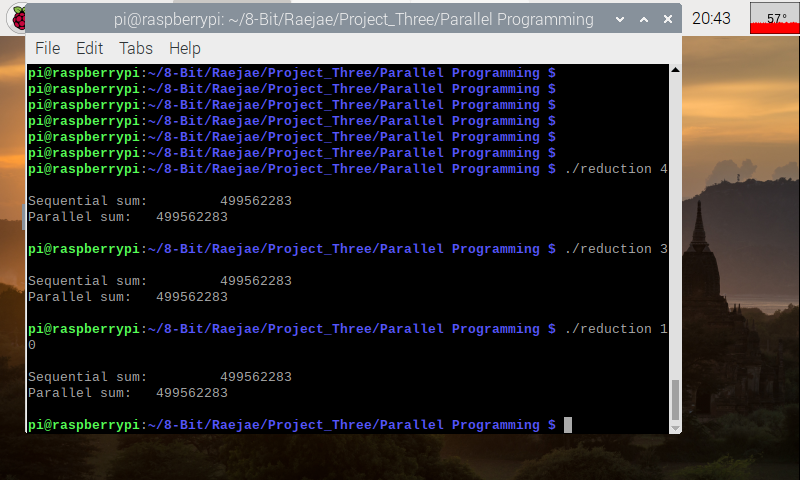 pi@raspberrypi: ~/8-Bit/Raejae/Project_Three/Parallel Programming
20:43
57°
File Edit Tabs Help
pi@raspberrypi:~/8-Bit/Raejae/Project_Three/Parallel Programming $
pi@raspberrypi:~/8-Bit/Raejae/Project_Three/Parallel Programming $
pi@raspberrypi:~/8-Bit/Raejae/Project_Three/Parallel Programming $
pi@raspberrypi:~/8-Bit/Raejae/Project_Three/Parallel Programming $
pi@raspberrypi:~/8-Bit/Raejae/Project_Three/Parallel Programming $
pi@raspberrypi:~/8-Bit/Raejae/Project_Three/Parallel Programming $
pi@raspberrypi:~/8-Bit/Raejae/Project_Three/Parallel Programming $ ./reduction 4
Sequential sum: 499562283
Parallel sum: 499562283
pi@raspberrypi:~/8-Bit/Raejae/Project_Three/Parallel Programming $ ./reduction 3
Sequential sum: 499562283
Parallel sum: 499562283
pi@raspberrypi:~/8-Bit/Raejae/Project_Three/Parallel Programming $ ./reduction 1
0
Sequential sum: 499562283
Parallel sum: 499562283
pi@raspberrypi:~/8-Bit/Raejae/Project_Three/Parallel Programming $